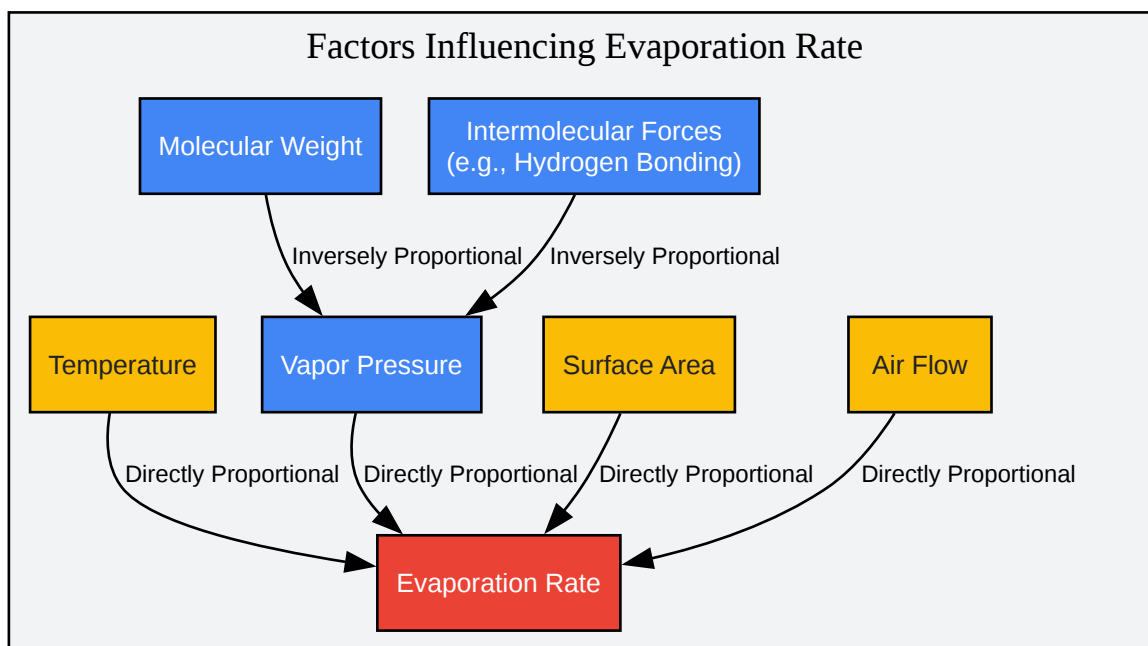 Factors Influencing Evaporation Rate
Molecular Weight
Intermolecular Forces
(e.g., Hydrogen Bonding)
Inversely Proportional
Inversely Proportional
Temperature
Vapor Pressure
Surface Area
Air Flow
Directly Proportional
Directly Proportional
Directly Proportional
Directly Proportional
Evaporation Rate